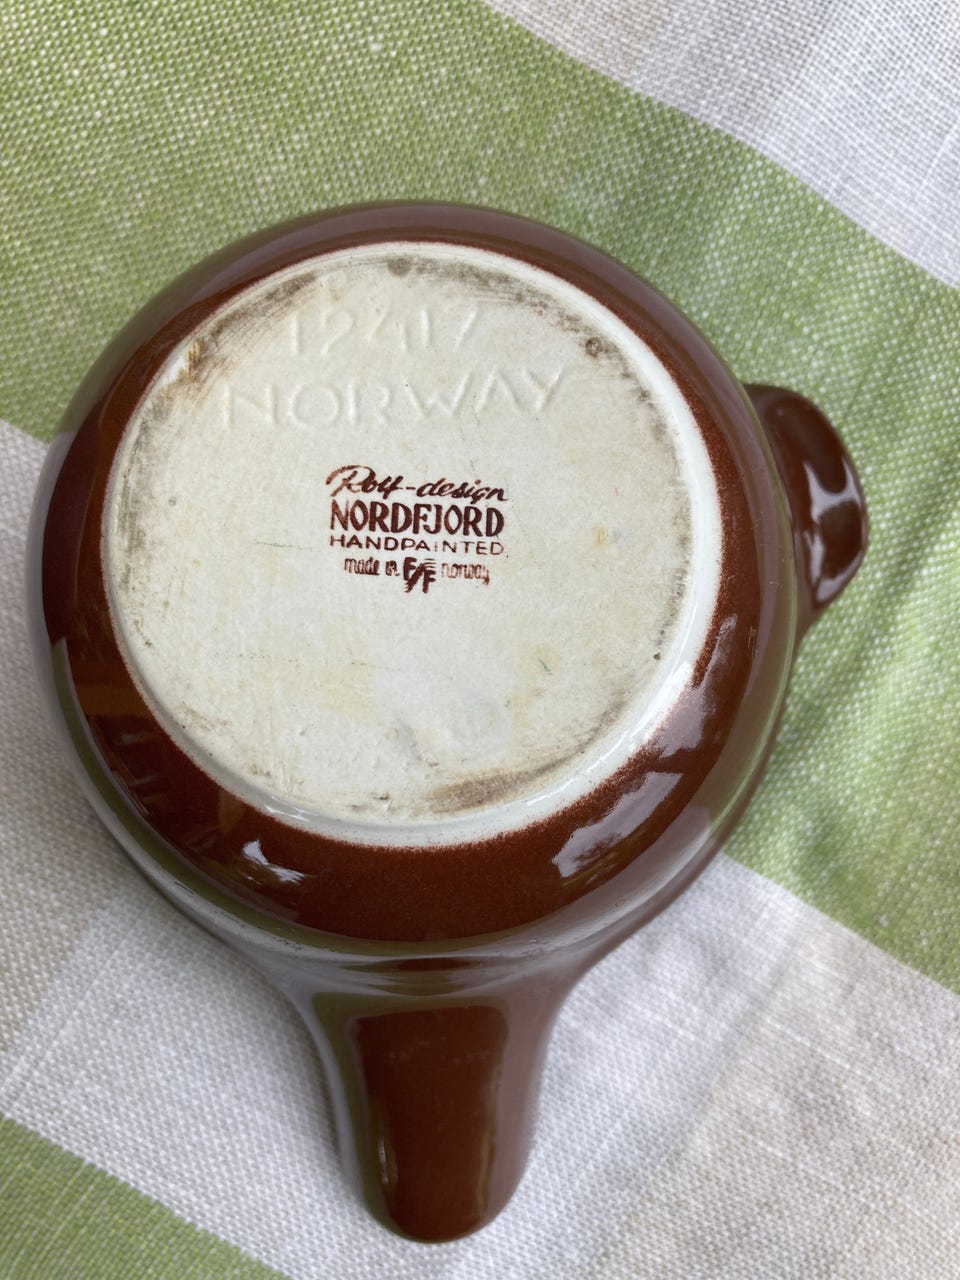 19417
NORWAY
Rolf-design
NORDFJORD
HANDPAINTED
made in F/F norway